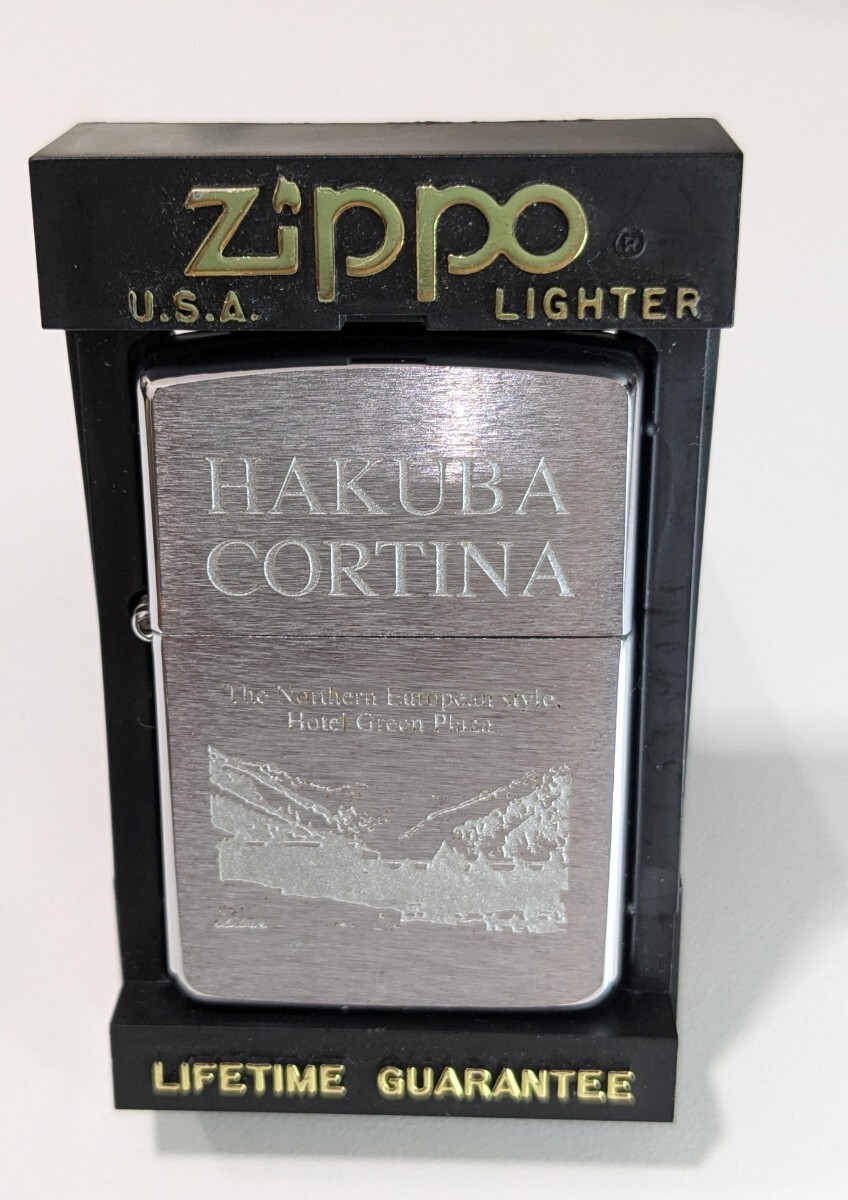 Zippo ®
U.S.A. LIGHTER
HAKUBA
CORTINA
The Northern European style,
Hotel Green Plaza
LIFETIME GUARANTEE